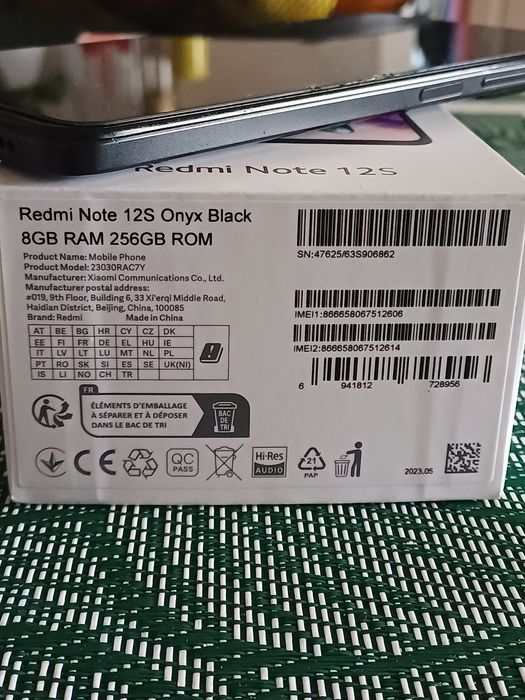 Redmi Note 12S
Redmi Note 12S Onyx Black
8GB RAM 256GB ROM
Product Name: Mobile Phone
Product Model: 23030RAC7Y
Manufacturer: Xiaomi Communications Co., Ltd.
Manufacturer postal address:
#019, 9th Floor, Building 6, 33 Xi'erqi Middle Road,
Haidian District, Beijing, China, 100085
Brand: Redmi Made in China
AT BE BG HR CY CZ DK
EE FI FR DE EL HU IE
IT LV LT LU MT NL PL
PT RO SK SI ES SE UK(NI)
IS LI NO CH TR
SN:47625/63S906862
IMEI1:866658067512606
IMEI2:866658067512614
6 941812 728956
FR
ÉLÉMENTS D'EMBALLAGE
À SÉPARER ET À DÉPOSER
DANS LE BAC DE TRI
BAC
DE
TRI
CE
QC
PASS
Hi-Res
AUDIO
21
PAP
2023.05